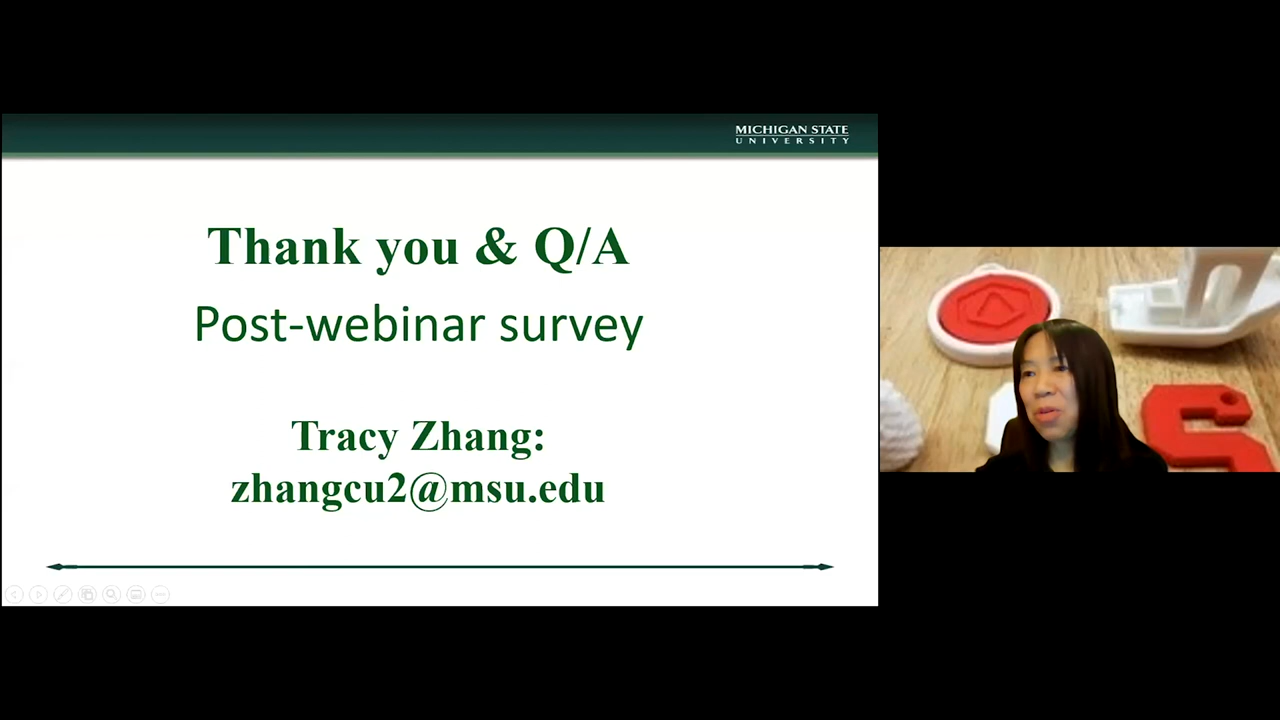 MICHIGAN STATE
UNIVERSITY
Thank you & Q/A
Post-webinar survey
Tracy Zhang:
zhangcu2@msu.edu